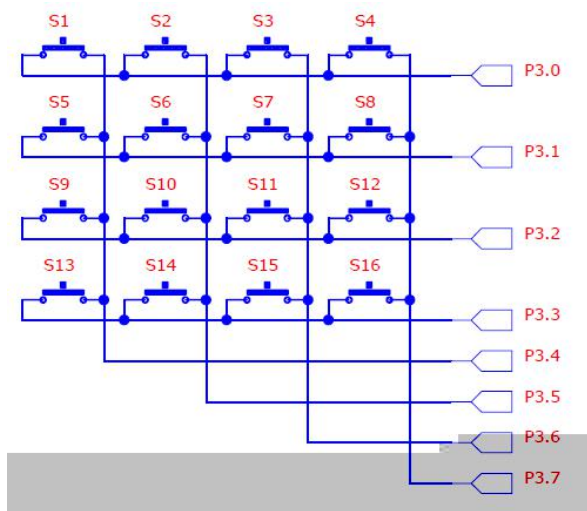 S1 S2 S3 S4
P3.0
S5 S6 S7 S8
P3.1
S9 S10 S11 S12
P3.2
S13 S14 S15 S16
P3.3
P3.4
P3.5
P3.6
P3.7